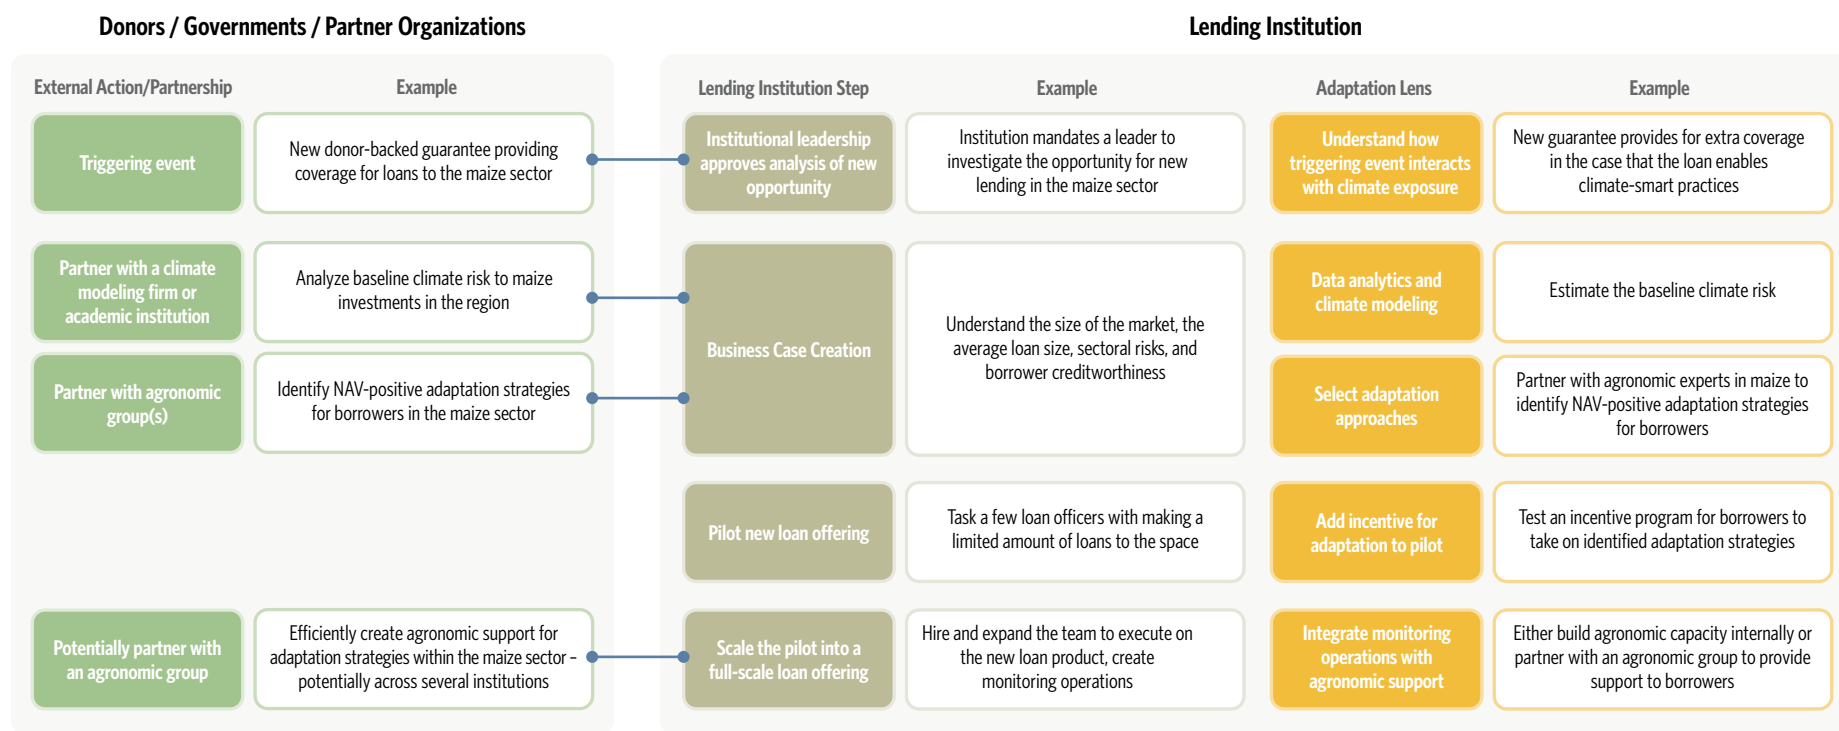 Donors / Governments / Partner Organizations
Lending Institution
External Action/Partnership
Example
Lending Institution Step
Example
Adaptation Lens
Example
Triggering event
New donor-backed guarantee providing
coverage for loans to the maize sector
Institutional leadership
approves analysis of new
opportunity
Institution mandates a leader to
investigate the opportunity for new
lending in the maize sector
Understand how
triggering event interacts
with climate exposure
New guarantee provides for extra coverage
in the case that the loan enables
climate-smart practices
Partner with a climate
modeling firm or
academic institution
Analyze baseline climate risk to maize
investments in the region
Partner with agronomic
group(s)
Identify NAV-positive adaptation strategies
for borrowers in the maize sector
Business Case Creation
Understand the size of the market, the
average loan size, sectoral risks, and
borrower creditworthiness
Data analytics and
climate modeling
Estimate the baseline climate risk
Select adaptation
approaches
Partner with agronomic experts in maize to
identify NAV-positive adaptation strategies
for borrowers
Pilot new loan offering
Task a few loan officers with making a
limited amount of loans to the space
Add incentive for
adaptation to pilot
Test an incentive program for borrowers to
take on identified adaptation strategies
Potentially partner with
an agronomic group
Efficiently create agronomic support for
adaptation strategies within the maize sector –
potentially across several institutions
Scale the pilot into a
full-scale loan offering
Hire and expand the team to execute on
the new loan product, create
monitoring operations
Integrate monitoring
operations with
agronomic support
Either build agronomic capacity internally or
partner with an agronomic group to provide
support to borrowers